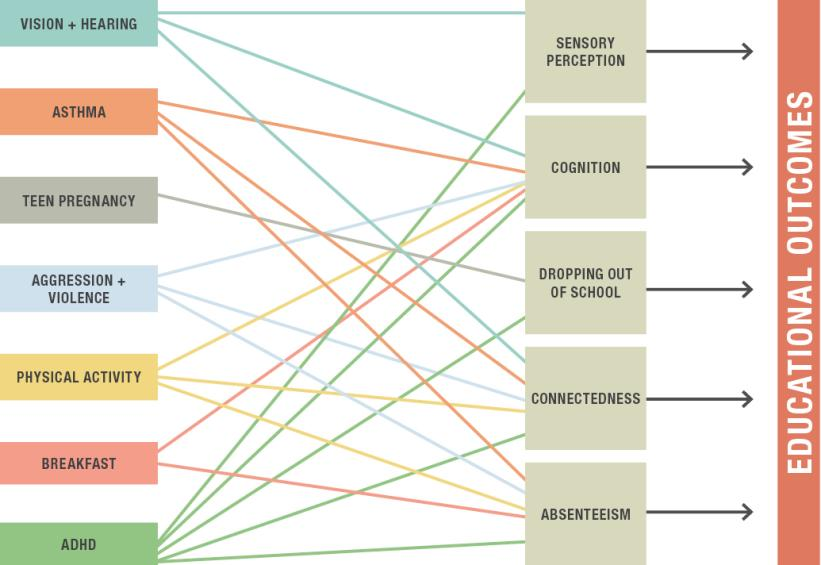 VISION + HEARING
ASTHMA
TEEN PREGNANCY
AGGRESSION +
VIOLENCE
PHYSICAL ACTIVITY
BREAKFAST
ADHD
SENSORY
PERCEPTION
COGNITION
DROPPING OUT
OF SCHOOL
CONNECTEDNESS
ABSENTEEISM
EDUCATIONAL OUTCOMES